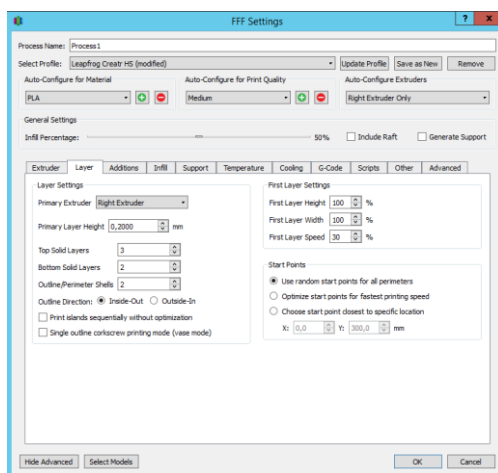 FFF Settings
? x
Process Name: Process1
Select Profile: Leapfrog Creatr HS (modified) Update Profile Save as New Remove
Auto-Configure for Material Auto-Configure for Print Quality Auto-Configure Extruders
PLA Medium Right Extruder Only
General Settings
Infill Percentage: 50% Include Raft Generate Support
Extruder Layer Additions Infill Support Temperature Cooling G-Code Scripts Other Advanced
Layer Settings
Primary Extruder Right Extruder
Primary Layer Height 0,2000 mm
Top Solid Layers 3
Bottom Solid Layers 2
Outline/Perimeter Shells 2
Outline Direction: Inside-Out Outside-In
Print islands sequentially without optimization
Single outline corkscrew printing mode (vase mode)
First Layer Settings
First Layer Height 100 %
First Layer Width 100 %
First Layer Speed 30 %
Start Points
Use random start points for all perimeters
Optimize start points for fastest printing speed
Choose start point closest to specific location
X: 0,0 Y: 300,0 mm
Hide Advanced Select Models OK Cancel